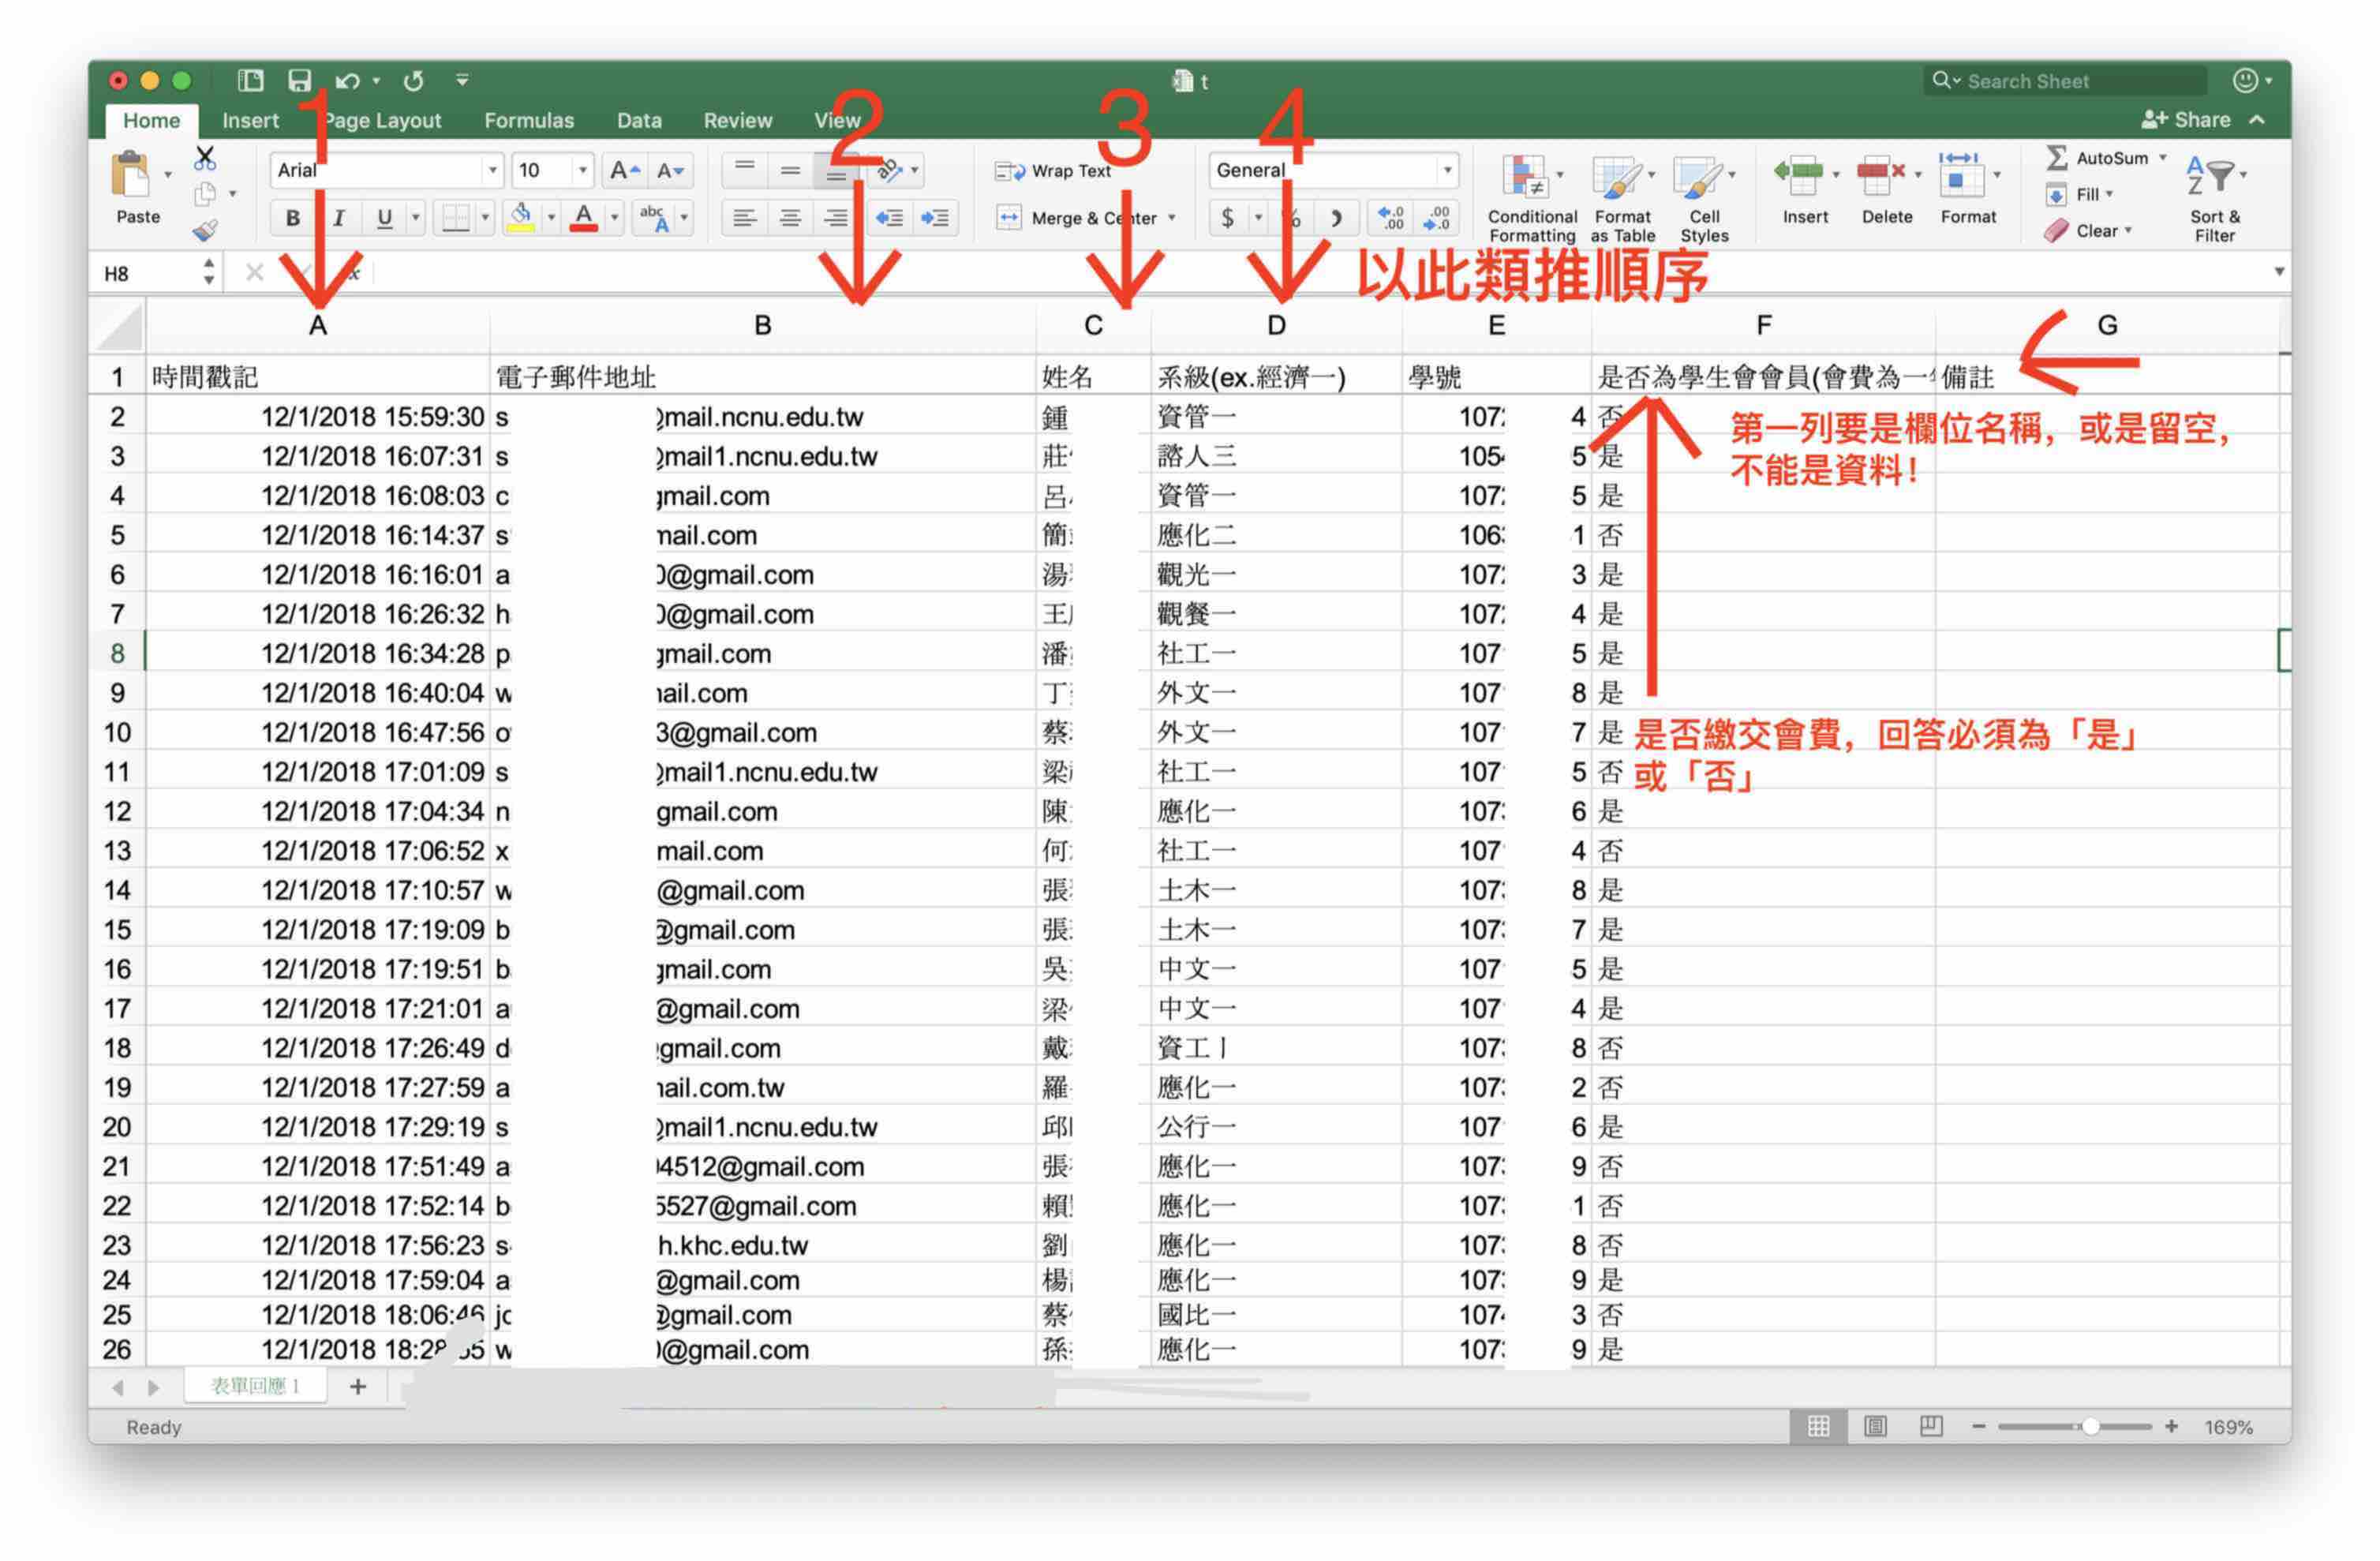 t
Search Sheet
Home Insert Page Layout Formulas Data Review View
Share
1 2 3 4
Paste
Arial 10
Wrap Text
General
AutoSum
Fill
Clear
Merge & Center
Conditional Formatting
Format as Table
Cell Styles
Insert Delete Format
Sort & Filter
H8
以此類推順序
A B C D E F G
1 時間戳記 電子郵件地址 姓名 系級(ex.經濟一) 學號 是否為學生會會員(會費為一 備註
2 12/1/2018 15:59:30 s @mail.ncnu.edu.tw 鍾 資管一 107 4 否
3 12/1/2018 16:07:31 s @mail1.ncnu.edu.tw 莊 諮人三 105 5 是
4 12/1/2018 16:08:03 c gmail.com 呂 資管一 107 5 是
5 12/1/2018 16:14:37 s mail.com 簡 應化二 106 1 否
6 12/1/2018 16:16:01 a 0@gmail.com 湯 觀光一 107 3 是
7 12/1/2018 16:26:32 h 0@gmail.com 王 觀餐一 107 4 是
8 12/1/2018 16:34:28 p gmail.com 潘 社工一 107 5 是
9 12/1/2018 16:40:04 w ail.com 丁 外文一 107 8 是
10 12/1/2018 16:47:56 o 3@gmail.com 蔡 外文一 107 7 是
11 12/1/2018 17:01:09 s @mail1.ncnu.edu.tw 梁 社工一 107 5 否
12 12/1/2018 17:04:34 n gmail.com 陳 應化一 107 6 是
13 12/1/2018 17:06:52 x mail.com 何 社工一 107 4 否
14 12/1/2018 17:10:57 w @gmail.com 張 土木一 107 8 是
15 12/1/2018 17:19:09 b @gmail.com 張 土木一 107 7 是
16 12/1/2018 17:19:51 b gmail.com 吳 中文一 107 5 是
17 12/1/2018 17:21:01 a @gmail.com 梁 中文一 107 4 是
18 12/1/2018 17:26:49 d gmail.com 戴 資工 107 8 否
19 12/1/2018 17:27:59 a ail.com.tw 羅 應化一 107 2 否
20 12/1/2018 17:29:19 s @mail1.ncnu.edu.tw 邱 公行一 107 6 是
21 12/1/2018 17:51:49 a 4512@gmail.com 張 應化一 107 9 否
22 12/1/2018 17:52:14 b 5527@gmail.com 賴 應化一 107 1 否
23 12/1/2018 17:56:23 s h.khc.edu.tw 劉 應化一 107 8 否
24 12/1/2018 17:59:04 a @gmail.com 楊 應化一 107 9 是
25 12/1/2018 18:06:46 jc @gmail.com 蔡 國比一 107 3 否
26 12/1/2018 18:28 w @gmail.com 孫 應化一 107 9 是
第一列要是欄位名稱，或是留空，
不能是資料！
是否繳交會費，回答必須為「是」
或「否」
表單回應 1
Ready
169%